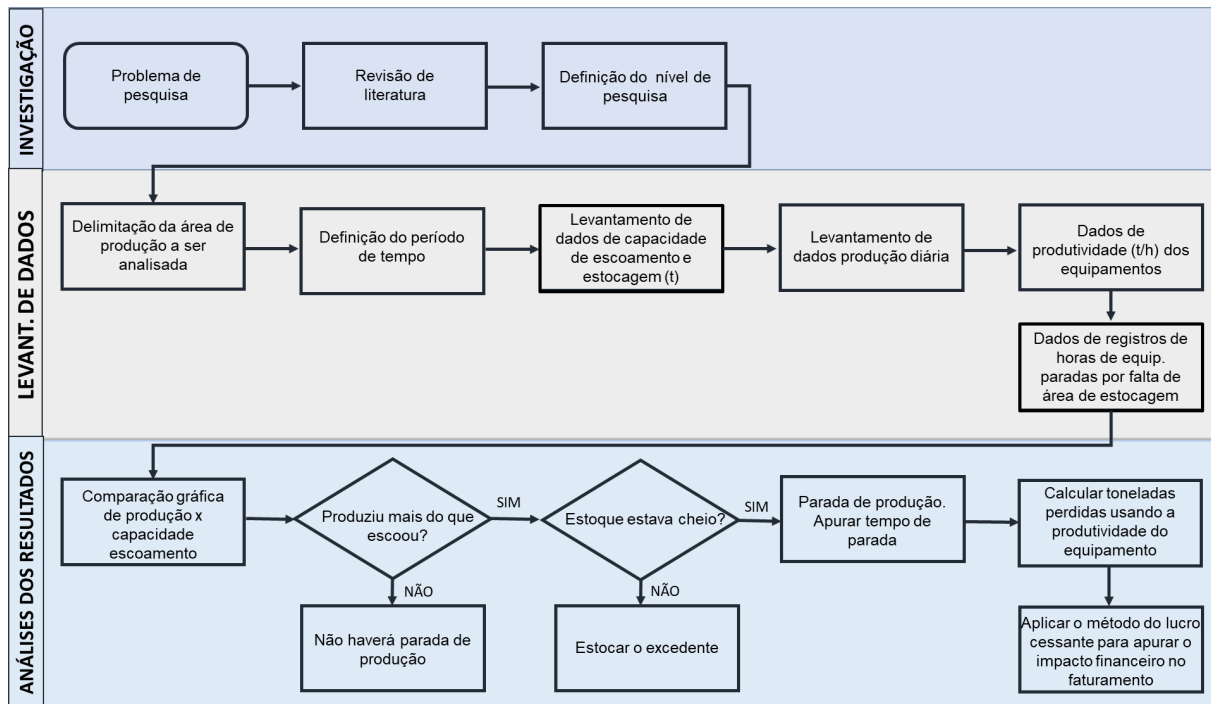 INVESTIGAÇÃO
Problema de
pesquisa
Revisão de
literatura
Definição do nível de
pesquisa
LEVANT. DE DADOS
Delimitação da área de
produção a ser
analisada
Definição do período
de tempo
Levantamento de
dados de capacidade
de escoamento e
estocagem (t)
Levantamento de
dados produção diária
Dados de
produtividade (t/h) dos
equipamentos
Dados de registros de
horas de equip.
paradas por falta de
área de estocagem
ANÁLISES DOS RESULTADOS
Comparação gráfica
de produção x
capacidade
escoamento
Produziu mais do que
escoou?
SIM
NÃO
Não haverá parada de
produção
Estoque estava cheio?
SIM
NÃO
Estocar o excedente
Parada de produção.
Apurar tempo de
parada
Calcular toneladas
perdidas usando a
produtividade do
equipamento
Aplicar o método do lucro
cessante para apurar o
impacto financeiro no
faturamento